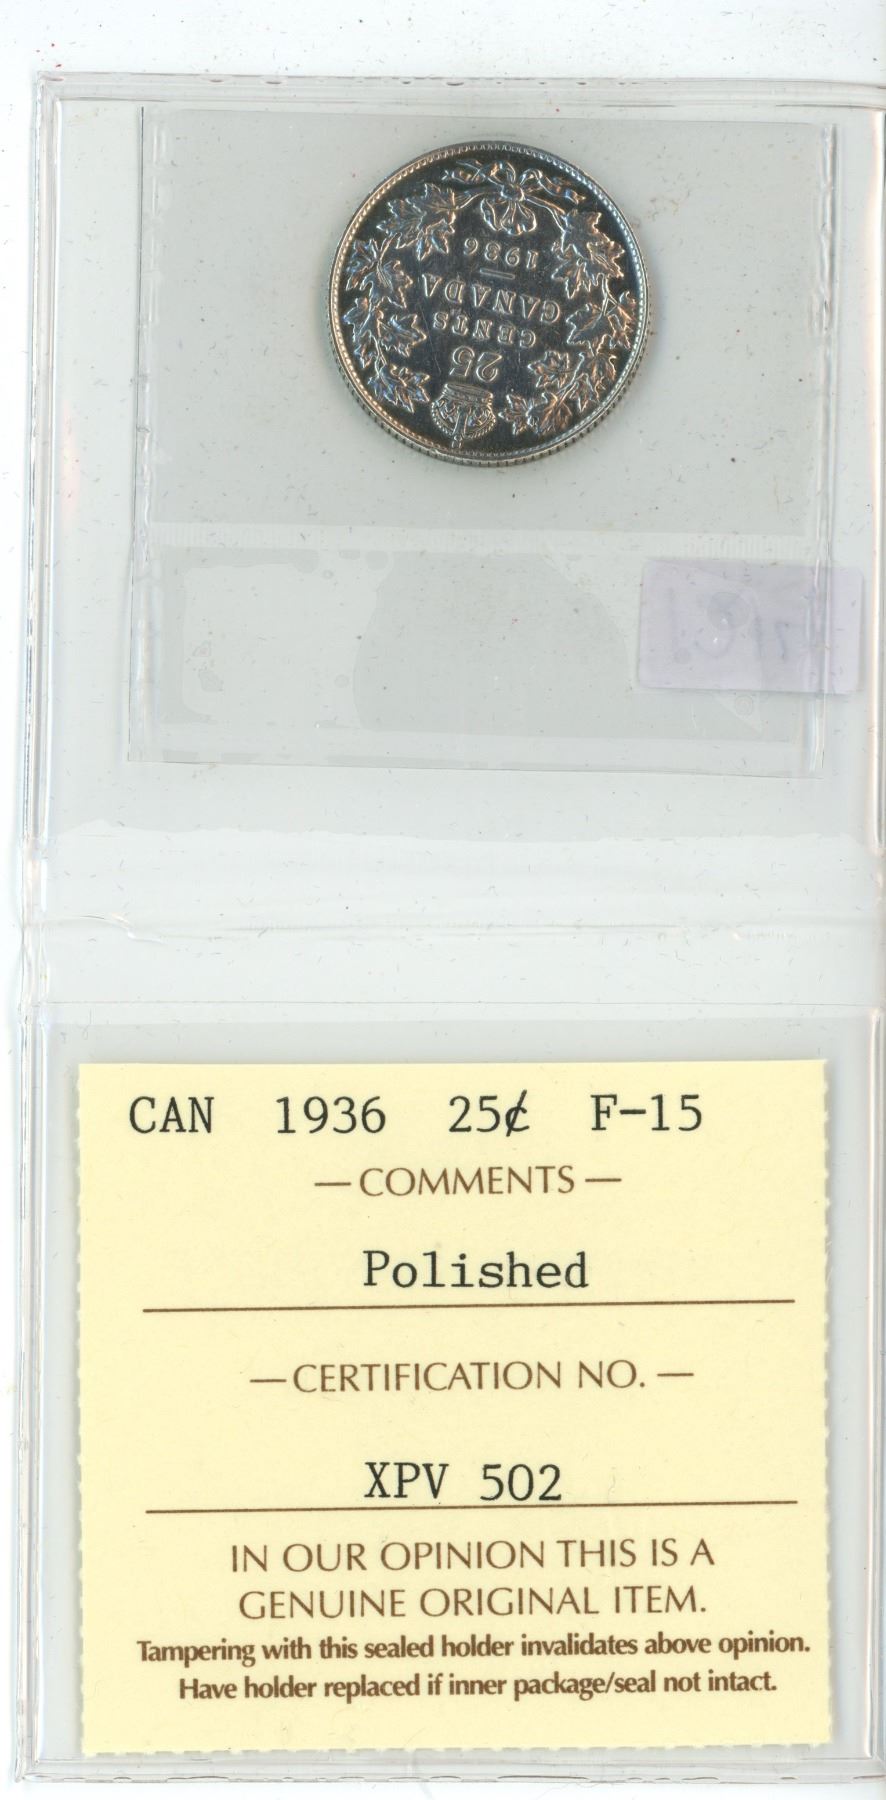 25
CENTS
CANADA
1936
CAN 1936 25¢ F-15
— COMMENTS —
Polished
— CERTIFICATION NO. —
XPV 502
IN OUR OPINION THIS IS A
GENUINE ORIGINAL ITEM.
Tampering with this sealed holder invalidates above opinion.
Have holder replaced if inner package/seal not intact.